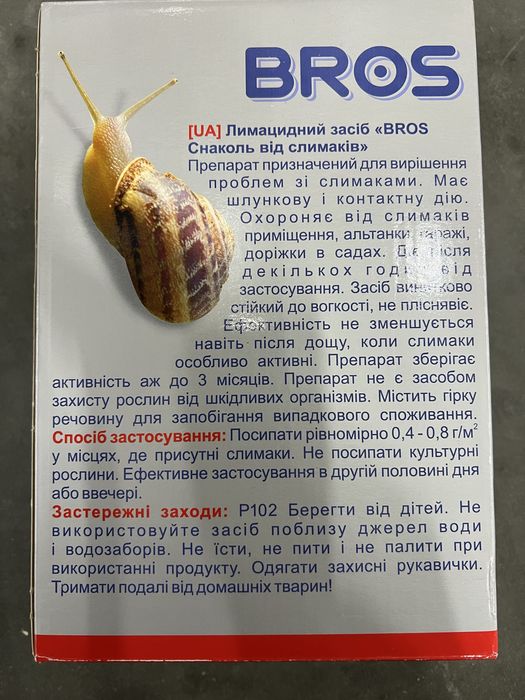 BROS
[UA] Лимацидний засіб «BROS
Снаколь від слимаків»
Препарат призначений для вирішення
проблем зі слимаками. Має
шлункову і контактну дію.
Охороняє від слимаків
приміщення, альтанки, гаражі,
доріжки в садах. Діє після
декількох годин від
застосування. Засіб винятково
стійкий до вогкості, не пліснявіє.
Ефективність не зменшується
навіть після дощу, коли слимаки
особливо активні. Препарат зберігає
активність аж до 3 місяців. Препарат не є засобом
захисту рослин від шкідливих організмів. Містить гірку
речовину для запобігання випадкового споживання.
Спосіб застосування: Посипати рівномірно 0,4 - 0,8 г/м²
у місцях, де присутні слимаки. Не посипати культурні
рослини. Ефективне застосування в другій половині дня
або ввечері.
Застережні заходи: P102 Берегти від дітей. Не
використовуйте засіб поблизу джерел води
і водозаборів. Не їсти, не пити і не палити при
використанні продукту. Одягати захисні рукавички.
Тримати подалі від домашніх тварин!